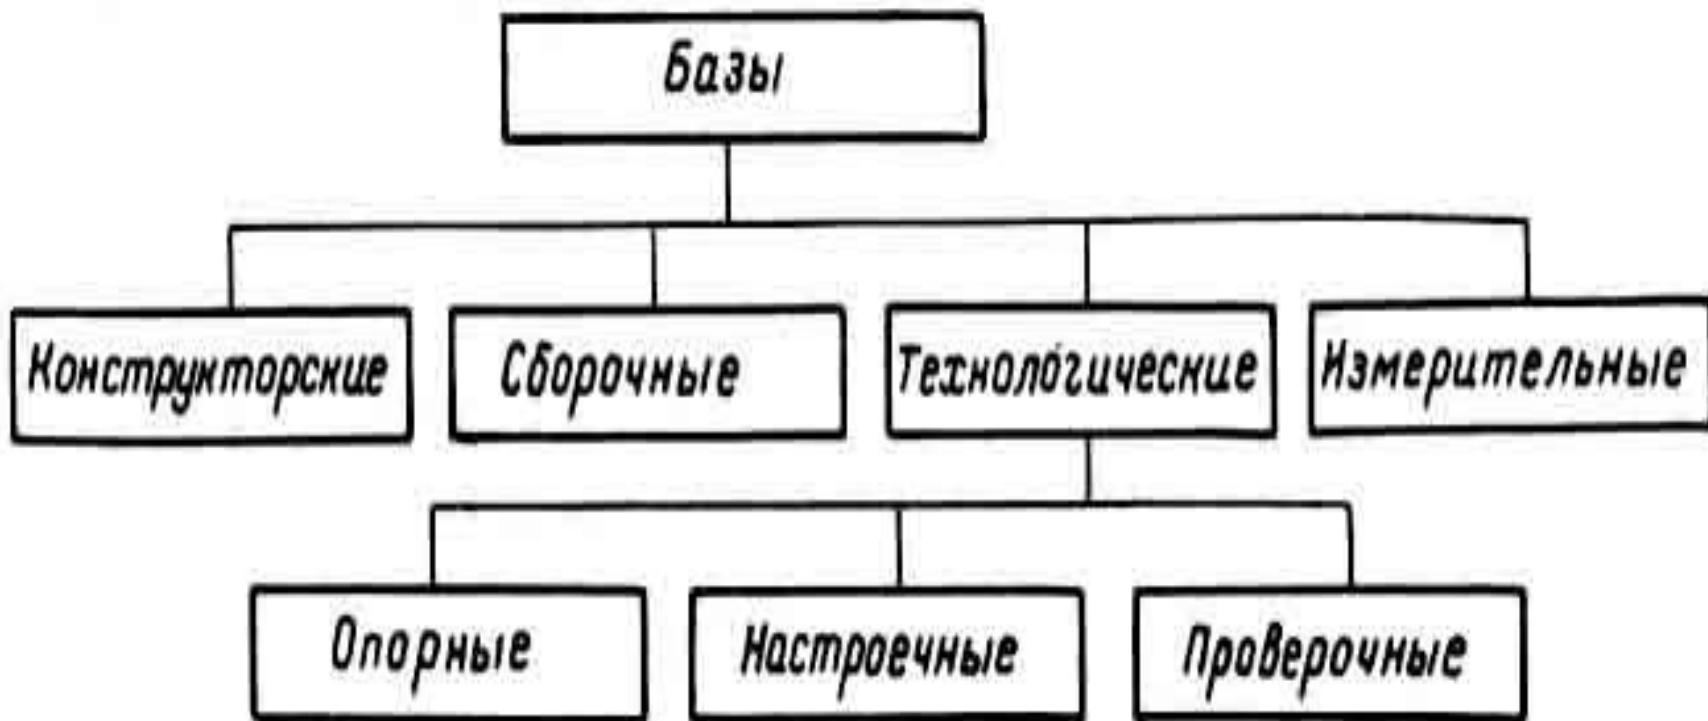 Базы
Конструкторские
Сборочные
Технологические
Измерительные
Опорные
Настроечные
Проверочные